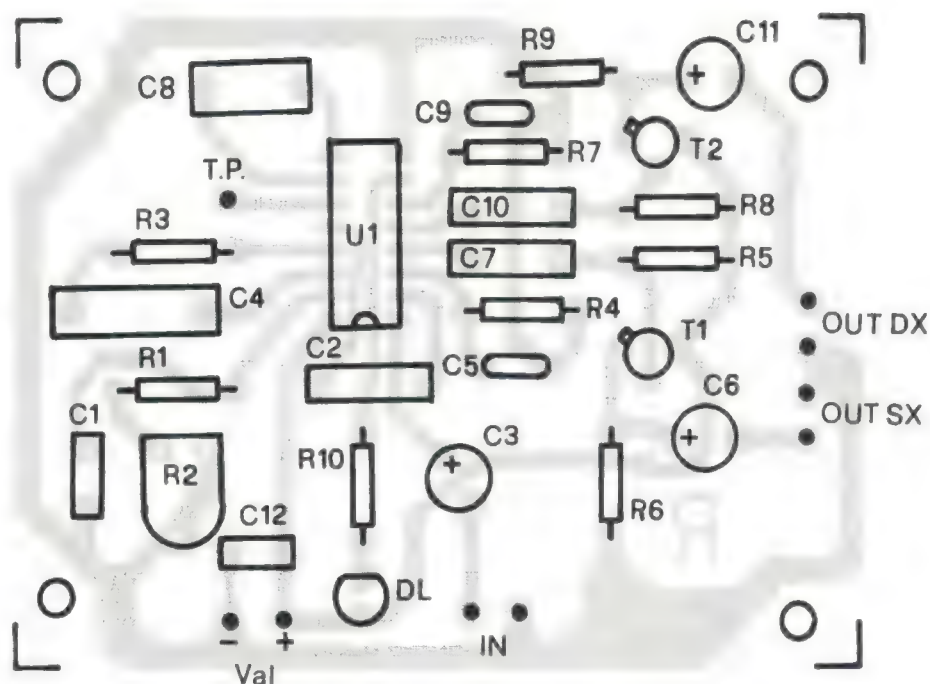 C11
R9
C8
+
C9
R7
T2
T.P.
C10
R8
R3
U1
C7
R5
C4
R4
OUT DX
T1
C2
R1
C5
C6
OUT SX
C1
C3
+
R10
+
R2
R6
C12
DL
- +
IN
Val